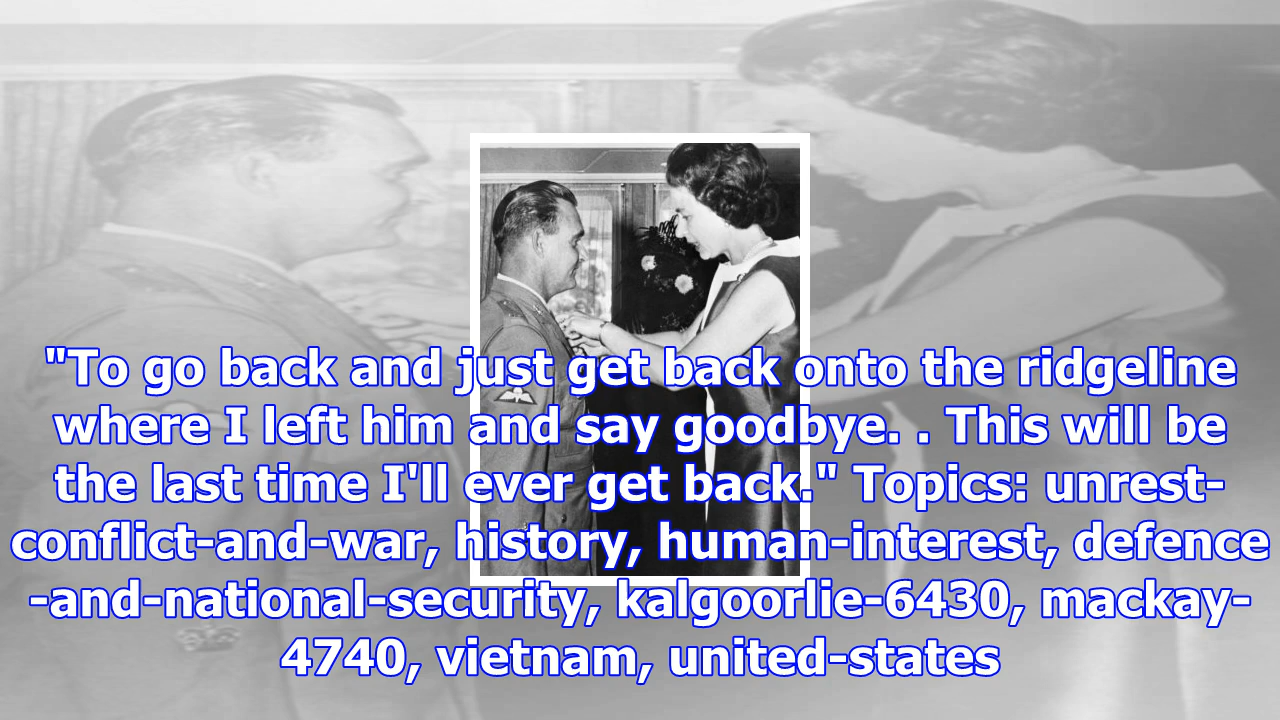 "To go back and just get back onto the ridgeline
where I left him and say goodbye. . This will be
the last time I'll ever get back." Topics: unrest-
conflict-and-war, history, human-interest, defence
-and-national-security, kalgoorlie-6430, mackay-
4740, vietnam, united-states